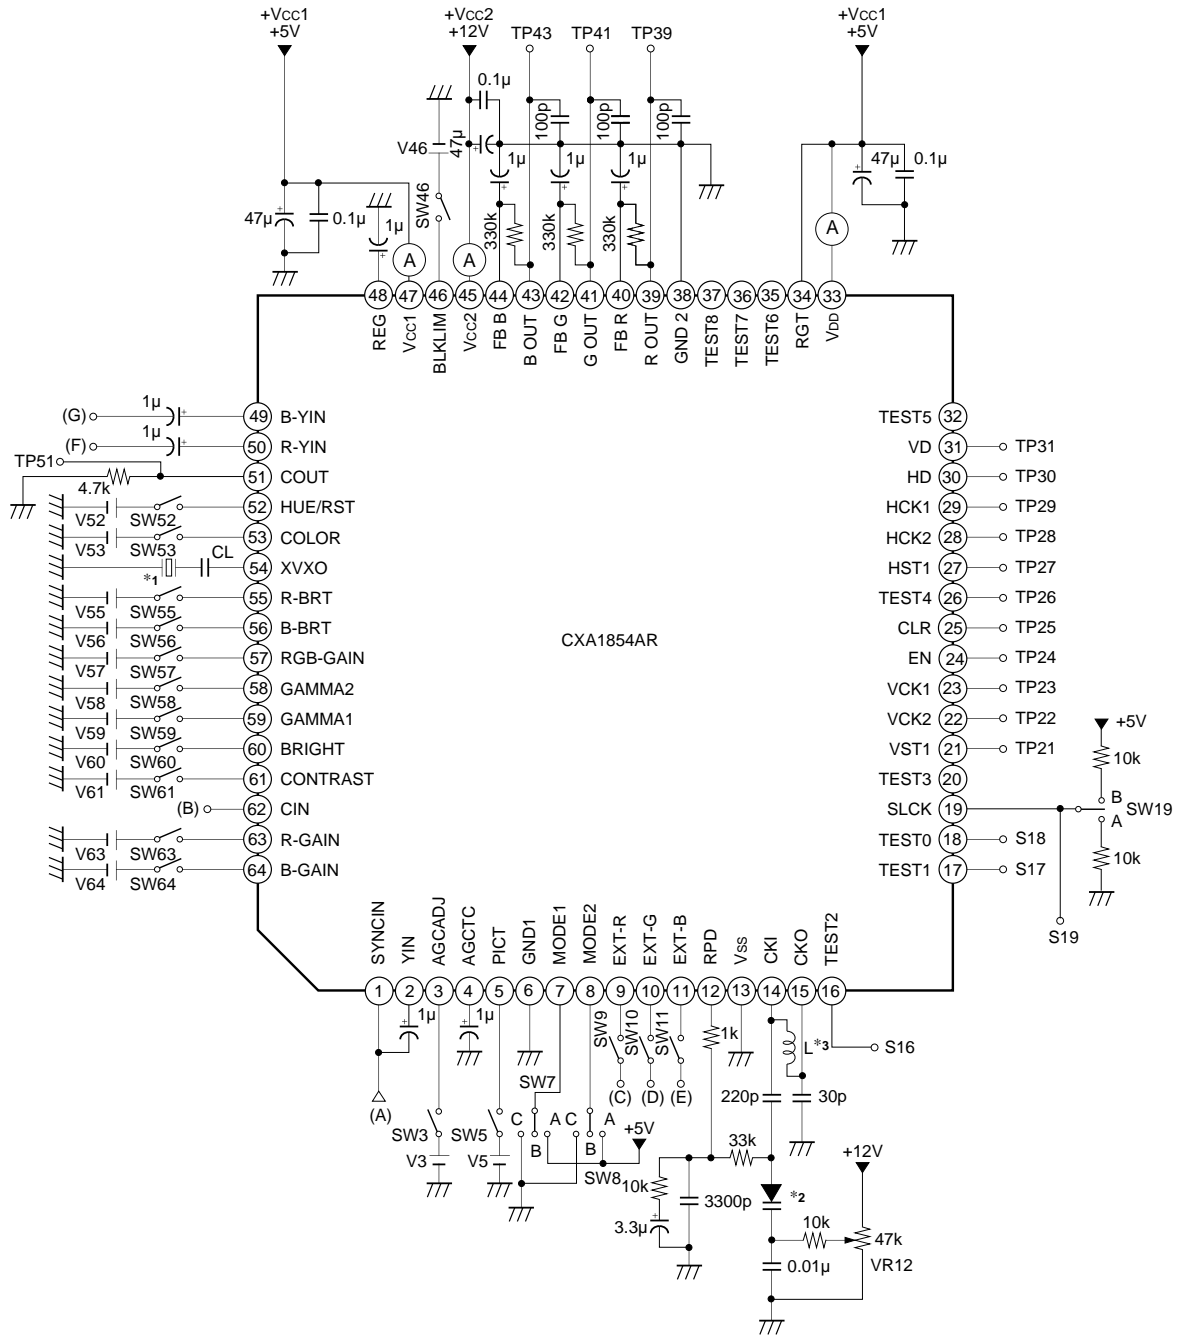 +VCC1
+5V
+VCC2
+12V
TP43
TP41
TP39
+VCC1
+5V
0.1µ
100p
100p
100p
V46
47µ
1µ
1µ
1µ
47µ
0.1µ
SW46
47µ
0.1µ
1µ
330k
330k
330k
A
A
A
48
47
46
45
44
43
42
41
40
39
38
37
36
35
34
33
REG
VCC1
BLKLIM
VCC2
FB B
B OUT
FB G
G OUT
FB R
R OUT
GND 2
TEST8
TEST7
TEST6
RGT
VDD
(G) 1µ 49 B-YIN
(F) 1µ 50 R-YIN
TP51 51 COUT
4.7k
52 HUE/RST
V52 SW52
53 COLOR
V53 SW53
CL 54 XVXO
*1
55 R-BRT
V55 SW55
56 B-BRT
V56 SW56
57 RGB-GAIN
V57 SW57
58 GAMMA2
V58 SW58
59 GAMMA1
V59 SW59
60 BRIGHT
V60 SW60
61 CONTRAST
V61 SW61
(B) 62 CIN
63 R-GAIN
V63 SW63
64 B-GAIN
V64 SW64
CXA1854AR
TEST5 32
VD 31 TP31
HD 30 TP30
HCK1 29 TP29
HCK2 28 TP28
HST1 27 TP27
TEST4 26 TP26
CLR 25 TP25
EN 24 TP24
VCK1 23 TP23
VCK2 22 TP22
VST1 21 TP21
TEST3 20
SLCK 19
TEST0 18 S18
TEST1 17 S17
+5V
10k
B
SW19
A
10k
S19
SYNCIN
YIN
AGCADJ
AGCTC
PICT
GND1
MODE1
MODE2
EXT-R
EXT-G
EXT-B
RPD
VSS
CKI
CKO
TEST2
1
2
3
4
5
6
7
8
9
10
11
12
13
14
15
16
1µ
1µ
SW9
SW10
SW11
1k
L*3
S16
(A)
SW7
(C)
(D)
(E)
220p
30p
SW3
SW5
C
A
C
A
B
B
+5V
V3
V5
SW8
33k
+12V
10k
3300p
*2
3.3µ
10k
47k
0.01µ
VR12